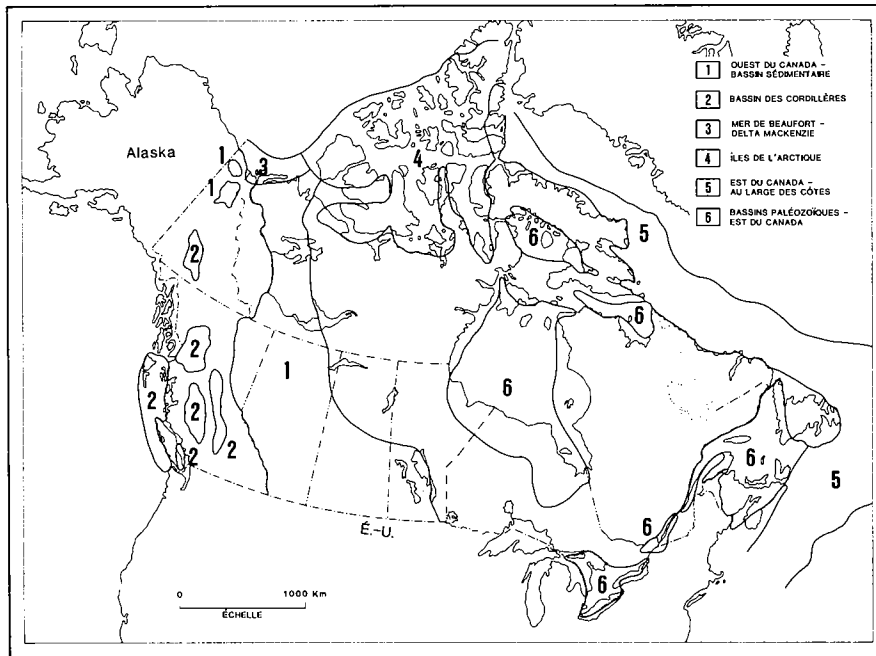 1 OUEST DU CANADA -
BASSIN SÉDIMENTAIRE
2 BASSIN DES CORDILLÈRES
3 MER DE BEAUFORT -
DELTA MACKENZIE
4 ÎLES DE L'ARCTIQUE
5 EST DU CANADA -
AU LARGE DES CÔTES
6 BASSINS PALÉOZOÏQUES -
EST DU CANADA
Alaska
1
3
4
1
6
5
2
6
2
1
6
2
2
2
2
6
5
É.-U.
6
6
0 1000 Km
ÉCHELLE